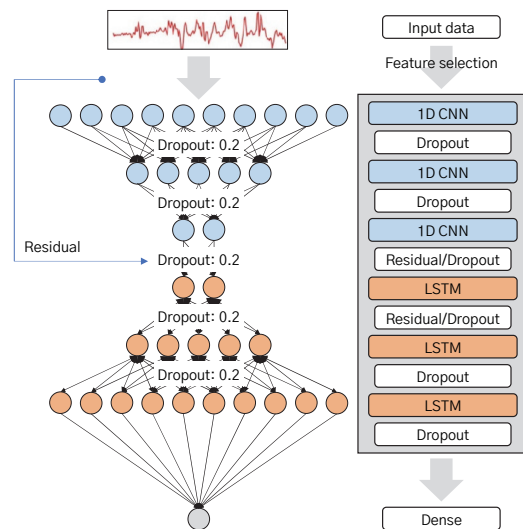 Dropout: 0.2
Dropout: 0.2
Residual
Dropout: 0.2
Dropout: 0.2
Dropout: 0.2
Input data
Feature selection
1D CNN
Dropout
1D CNN
Dropout
1D CNN
Residual/Dropout
LSTM
Residual/Dropout
LSTM
Dropout
LSTM
Dropout
Dense